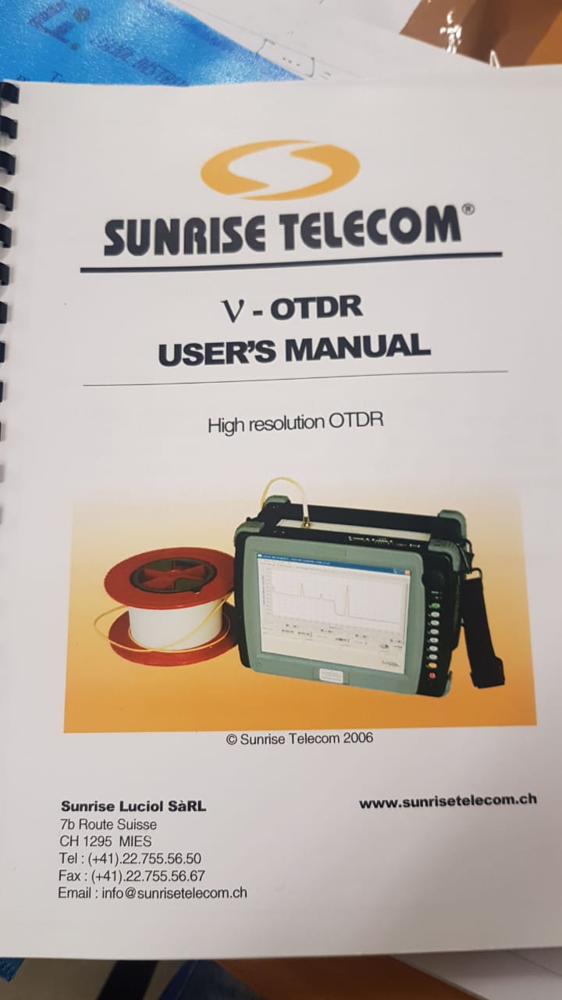 SUNRISE TELECOM®
ν - OTDR
USER'S MANUAL
High resolution OTDR
© Sunrise Telecom 2006
Sunrise Luciol SàRL
7b Route Suisse
CH 1295 MIES
Tel : (+41).22.755.56.50
Fax : (+41).22.755.56.67
Email : info@sunrisetelecom.ch
www.sunrisetelecom.ch